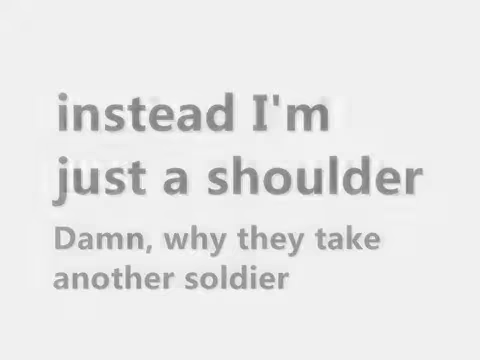 instead I'm
just a shoulder
Damn, why they take
another soldier